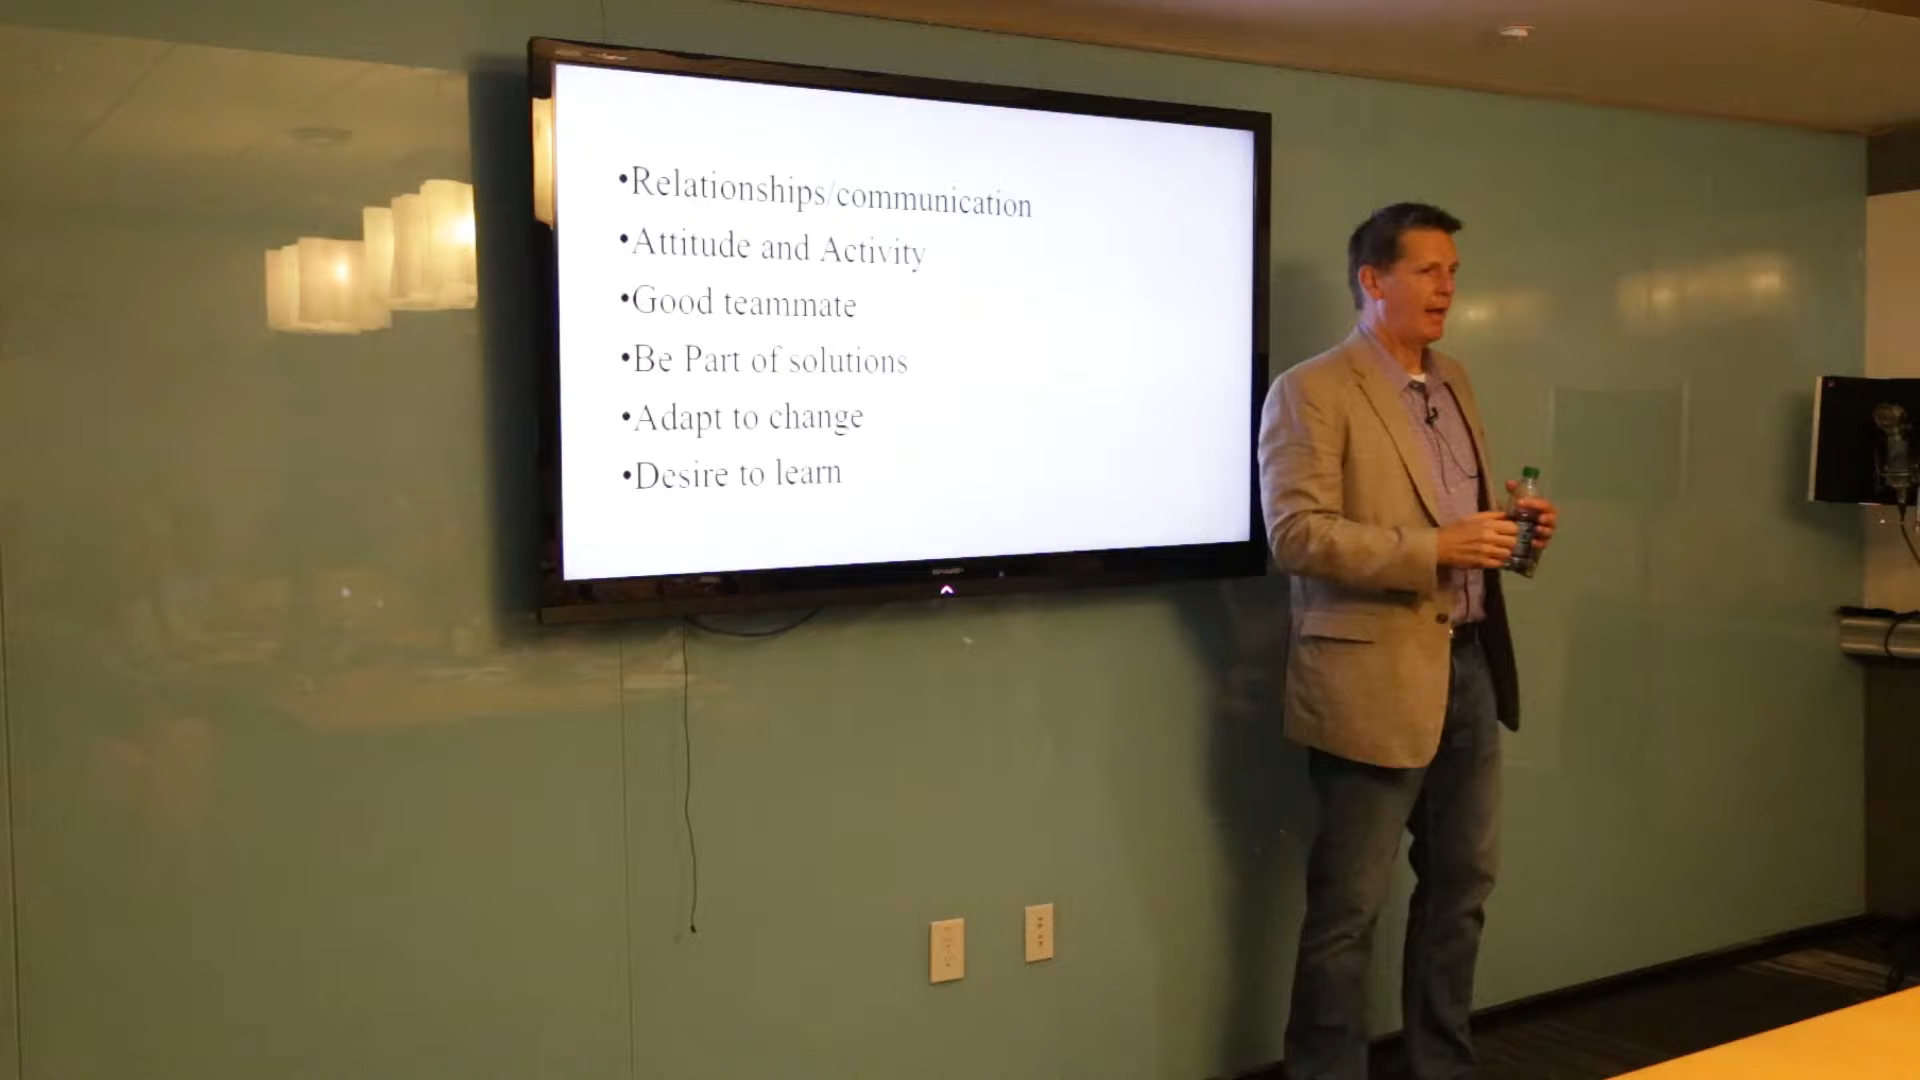 •Relationships/communication
•Attitude and Activity
•Good teammate
•Be Part of solutions
•Adapt to change
•Desire to learn